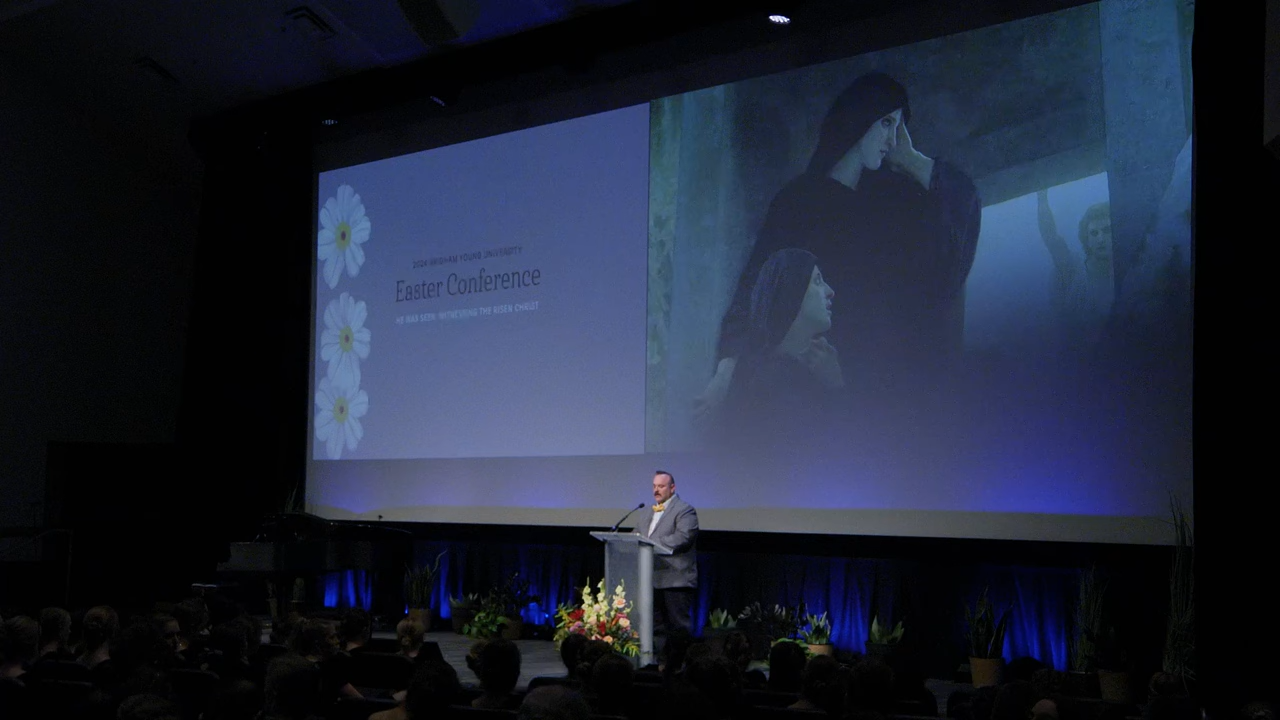 2024 BRIGHAM YOUNG UNIVERSITY
Easter Conference
HE WAS SEEN: WITNESSING THE RISEN CHRIST